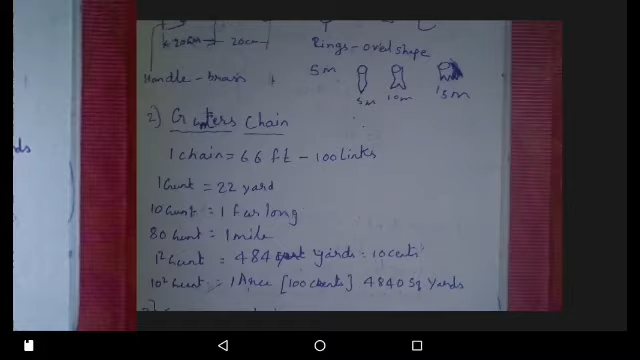 20cm
20cm
Rings - oval shape
Handle - brain
5m
5m
10m
15m
2) Gunters Chain
1 chain = 66 ft - 100 links
1 Gunt = 22 yard
10 Gunt = 1 furlong
80 Gunt = 1 mile
1² Gunt = 484 yards = 10 cents
10² Gunt = 1 Acre [100 cents] 4840 Sq Yards